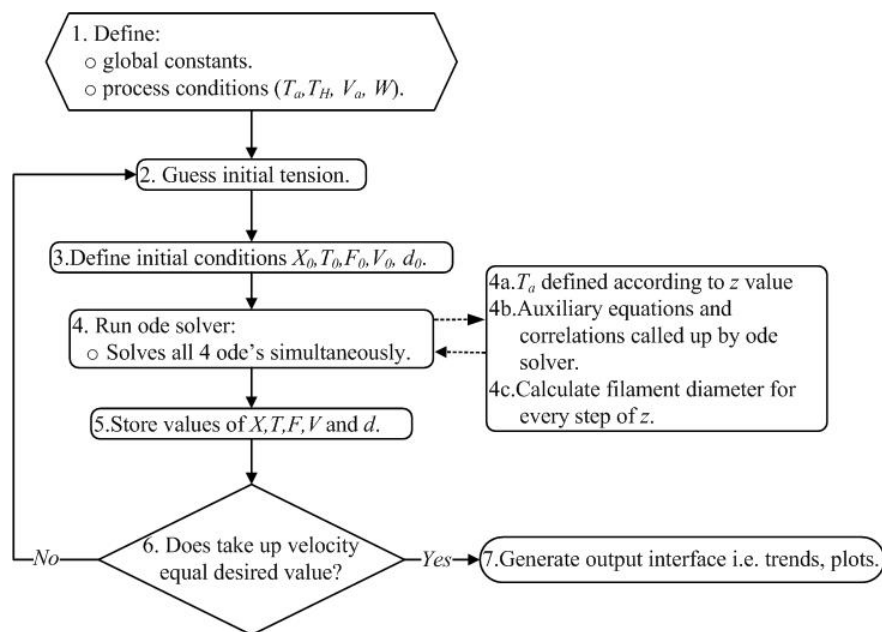 1. Define:
○ global constants.
○ process conditions (Ta,TH, Va, W).
2. Guess initial tension.
3.Define initial conditions X0,T0,F0,V0, d0.
4. Run ode solver:
○ Solves all 4 ode's simultaneously.
4a.Ta defined according to z value
4b.Auxiliary equations and
correlations called up by ode
solver.
4c.Calculate filament diameter for
every step of z.
5.Store values of X,T,F,V and d.
6. Does take up velocity
equal desired value?
No
Yes
7.Generate output interface i.e. trends, plots.